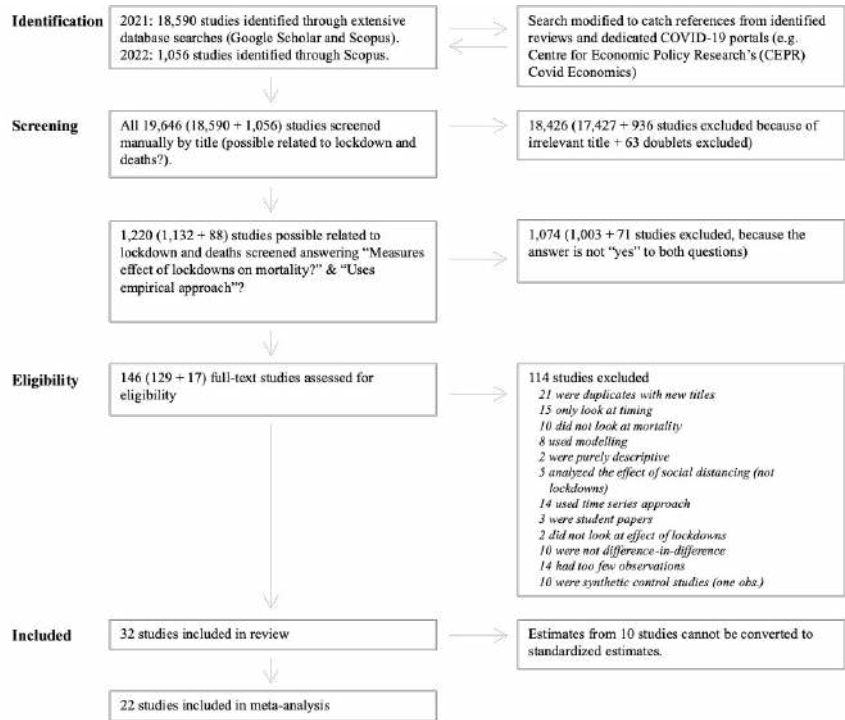 Identification
2021: 18,590 studies identified through extensive
database searches (Google Scholar and Scopus).
2022: 1,056 studies identified through Scopus.
Search modified to catch references from identified
reviews and dedicated COVID-19 portals (e.g.
Centre for Economic Policy Research's (CEPR)
Covid Economics)
Screening
All 19,646 (18,590 + 1,056) studies screened
manually by title (possible related to lockdown and
deaths?).
18,426 (17,427 + 936 studies excluded because of
irrelevant title + 63 doublets excluded)
1,220 (1,132 + 88) studies possible related to
lockdown and deaths screened answering "Measures
effect of lockdowns on mortality?" & "Uses
empirical approach"?
1,074 (1,003 + 71 studies excluded, because the
answer is not "yes" to both questions)
Eligibility
146 (129 + 17) full-text studies assessed for
eligibility
114 studies excluded
21 were duplicates with new titles
15 only look at timing
10 did not look at mortality
8 used modelling
2 were purely descriptive
5 analyzed the effect of social distancing (not
lockdowns)
14 used time series approach
3 were student papers
2 did not look at effect of lockdowns
10 were not difference-in-difference
14 had too few observations
10 were synthetic control studies (one obs.)
Included
32 studies included in review
Estimates from 10 studies cannot be converted to
standardized estimates.
22 studies included in meta-analysis